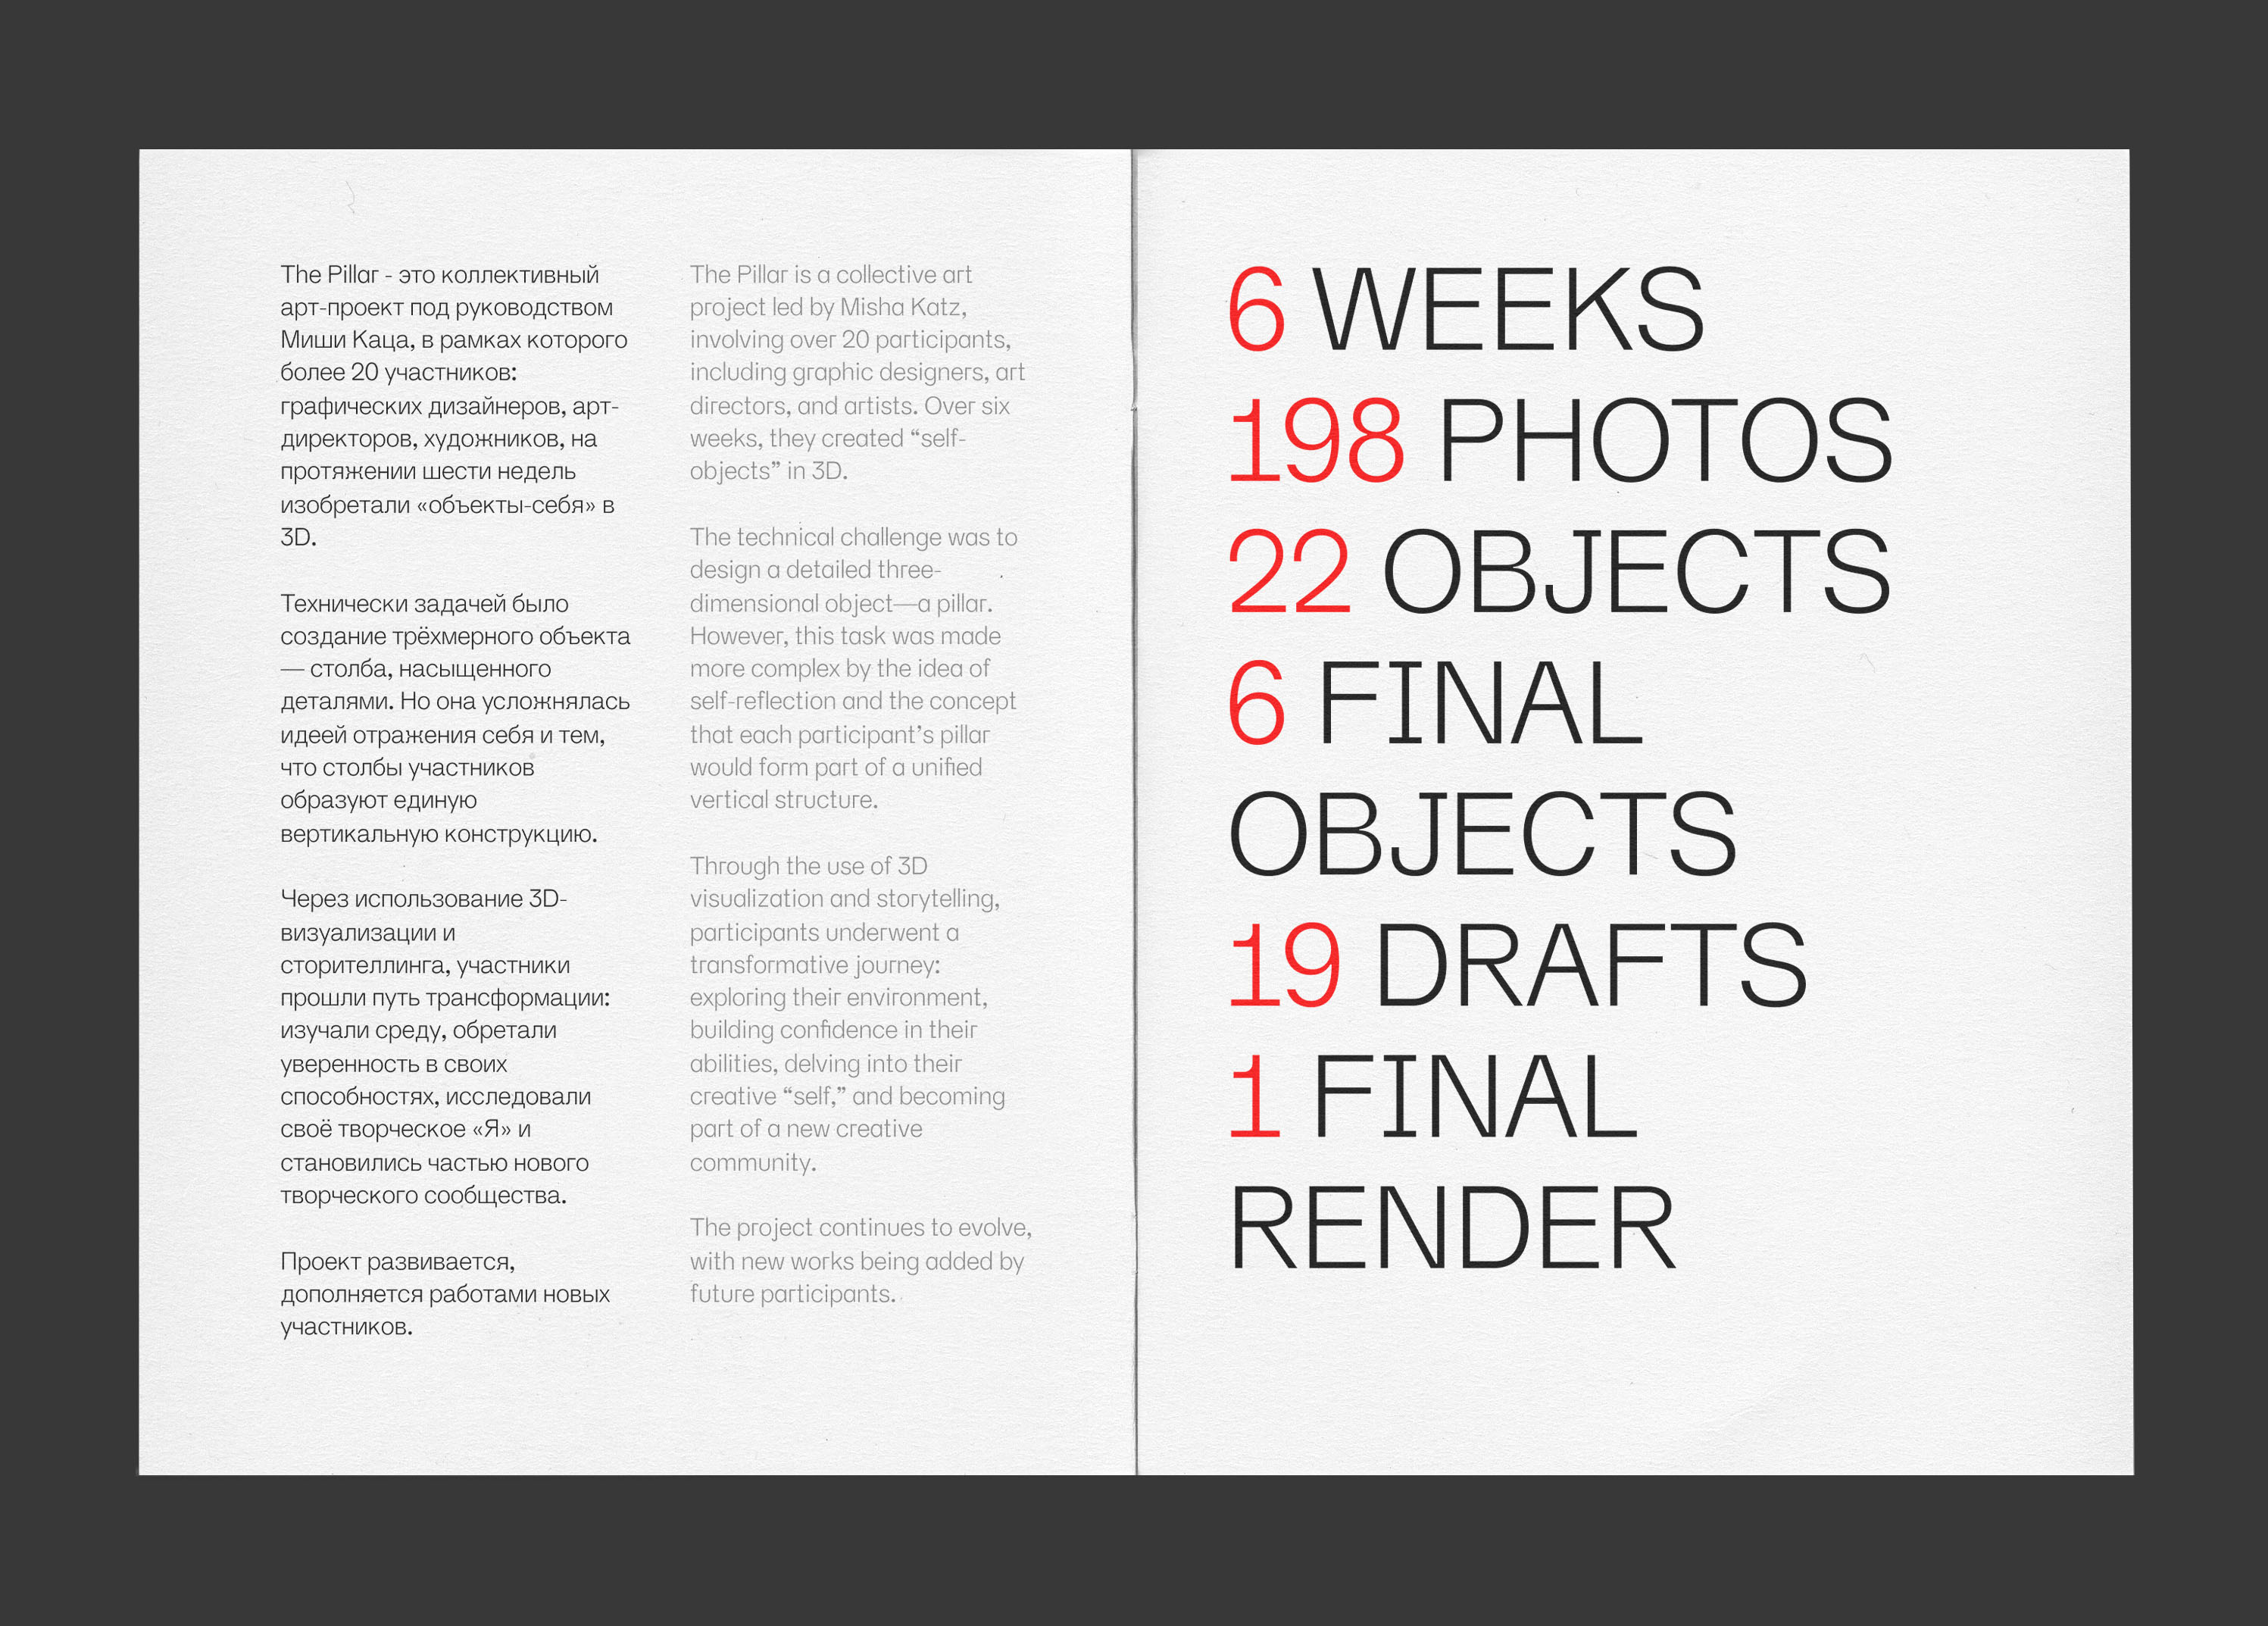 The Pillar - это коллективный
арт-проект под руководством
Миши Каца, в рамках которого
более 20 участников:
графических дизайнеров, арт-
директоров, художников, на
протяжении шести недель
изобретали «объекты-себя» в
3D.
Технически задачей было
создание трёхмерного объекта
— столба, насыщенного
деталями. Но она усложнялась
идеей отражения себя и тем,
что столбы участников
образуют единую
вертикальную конструкцию.
Через использование 3D-
визуализации и
сторителлинга, участники
прошли путь трансформации:
изучали среду, обретали
уверенность в своих
способностях, исследовали
своё творческое «Я» и
становились частью нового
творческого сообщества.
Проект развивается,
дополняется работами новых
участников.
The Pillar is a collective art
project led by Misha Katz,
involving over 20 participants,
including graphic designers, art
directors, and artists. Over six
weeks, they created “self-
objects” in 3D.
The technical challenge was to
design a detailed three-
dimensional object—a pillar.
However, this task was made
more complex by the idea of
self-reflection and the concept
that each participant’s pillar
would form part of a unified
vertical structure.
Through the use of 3D
visualization and storytelling,
participants underwent a
transformative journey:
exploring their environment,
building confidence in their
abilities, delving into their
creative “self,” and becoming
part of a new creative
community.
The project continues to evolve,
with new works being added by
future participants.
6 WEEKS
198 PHOTOS
22 OBJECTS
6 FINAL
OBJECTS
19 DRAFTS
1 FINAL
RENDER